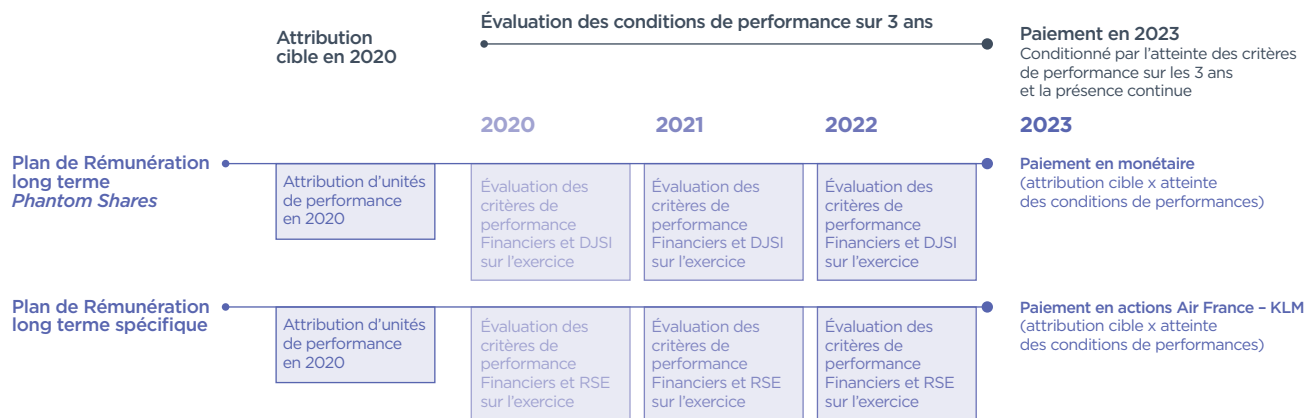 Attribution
cible en 2020
Évaluation des conditions de performance sur 3 ans
Paiement en 2023
Conditionné par l'atteinte des critères
de performance sur les 3 ans
et la présence continue
2020
2021
2022
2023
Plan de Rémunération
long terme
Phantom Shares
Attribution d'unités
de performance
en 2020
Évaluation des
critères de
performance
Financiers et DJSI
sur l'exercice
Évaluation des
critères de
performance
Financiers et DJSI
sur l'exercice
Évaluation des
critères de
performance
Financiers et DJSI
sur l'exercice
Paiement en monétaire
(attribution cible x atteinte
des conditions de performances)
Plan de Rémunération
long terme spécifique
Attribution d'unités
de performance
en 2020
Évaluation des
critères de
performance
Financiers et RSE
sur l'exercice
Évaluation des
critères de
performance
Financiers et RSE
sur l'exercice
Évaluation des
critères de
performance
Financiers et RSE
sur l'exercice
Paiement en actions Air France – KLM
(attribution cible x atteinte
des conditions de performances)